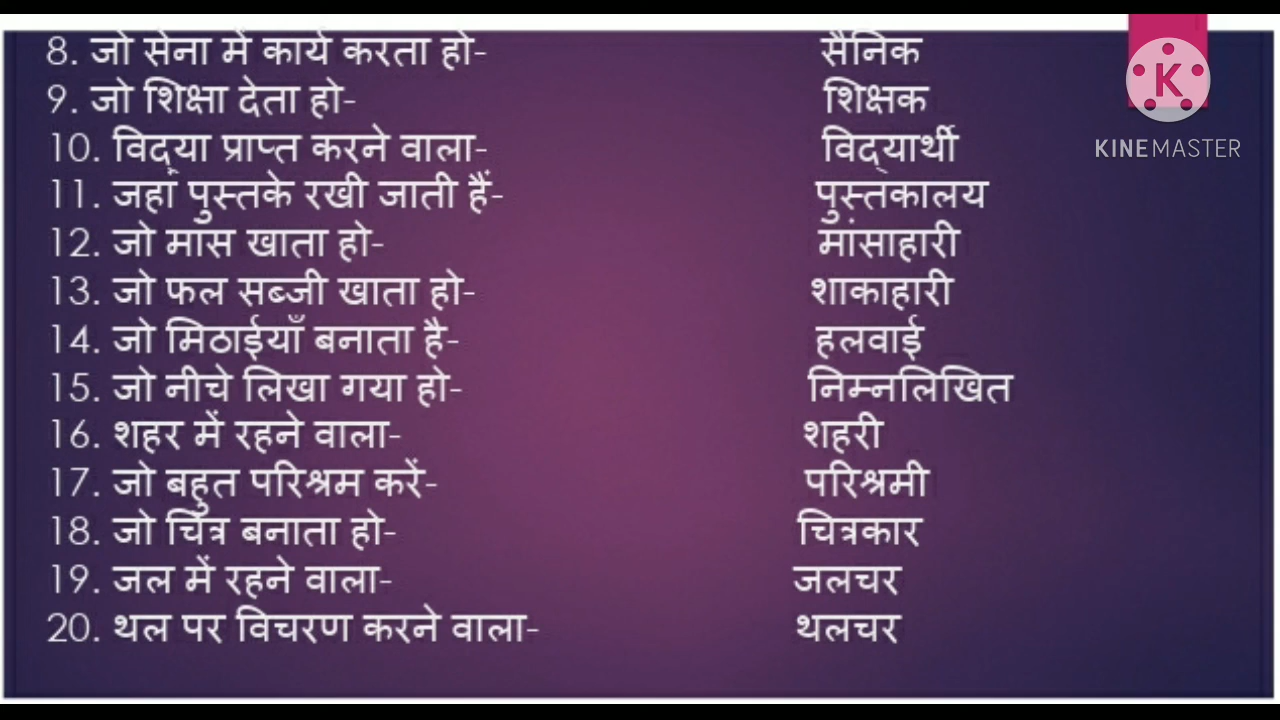 8. जो सेना में कार्य करता हो- सैनिक
K
9. जो शिक्षा देता हो- शिक्षक
10. विद्या प्राप्त करने वाला- विद्यार्थी
KINEMASTER
11. जहां पुस्तके रखी जाती हैं- पुस्तकालय
12. जो मांस खाता हो- मांसाहारी
13. जो फल सब्जी खाता हो- शाकाहारी
14. जो मिठाईयाँ बनाता है- हलवाई
15. जो नीचे लिखा गया हो- निम्नलिखित
16. शहर में रहने वाला- शहरी
17. जो बहुत परिश्रम करें- परिश्रमी
18. जो चित्र बनाता हो- चित्रकार
19. जल में रहने वाला- जलचर
20. थल पर विचरण करने वाला- थलचर